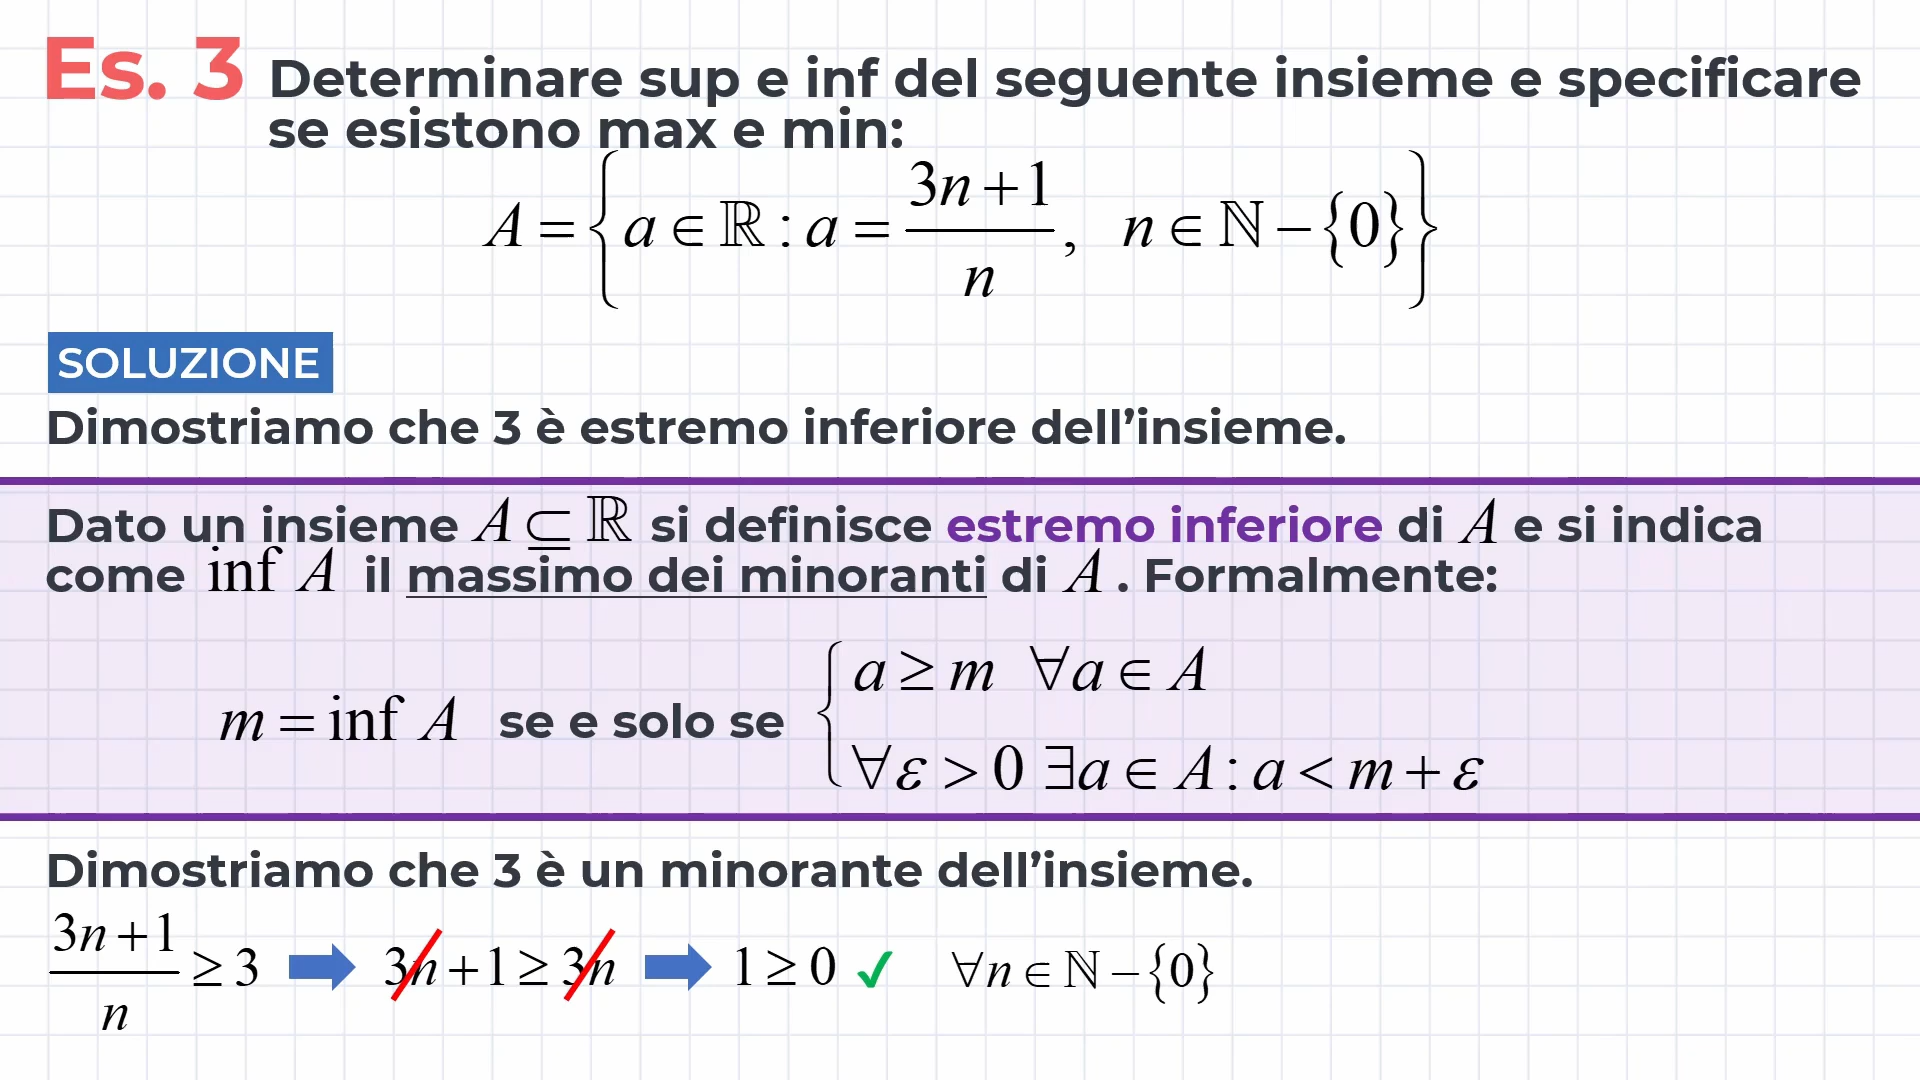 Es. 3 Determinare sup e inf del seguente insieme e specificare
se esistono max e min:
A = { a ∈ ℝ : a = (3n + 1)/n , n ∈ ℕ − {0} }
SOLUZIONE
Dimostriamo che 3 è estremo inferiore dell’insieme.
Dato un insieme A ⊆ ℝ si definisce estremo inferiore di A e si indica
come inf A il massimo dei minoranti di A . Formalmente:
a ≥ m ∀a ∈ A
m = inf A se e solo se {
∀ε > 0 ∃a ∈ A : a < m + ε
Dimostriamo che 3 è un minorante dell’insieme.
(3n + 1)/n ≥ 3 ➡ 3n + 1 ≥ 3n ➡ 1 ≥ 0 ✓ ∀n ∈ ℕ − {0}